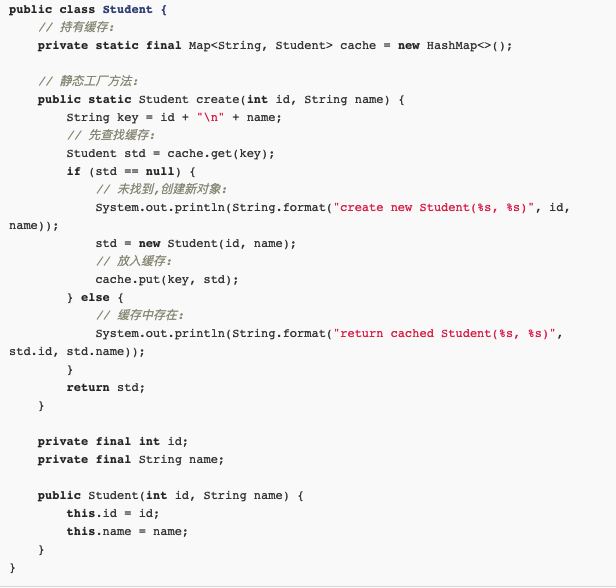 public class Student {
    // 持有缓存:
    private static final Map<String, Student> cache = new HashMap<>();

    // 静态工厂方法:
    public static Student create(int id, String name) {
        String key = id + "\n" + name;
        // 先查找缓存:
        Student std = cache.get(key);
        if (std == null) {
            // 未找到,创建新对象:
            System.out.println(String.format("create new Student(%s, %s)", id,
name));
            std = new Student(id, name);
            // 放入缓存:
            cache.put(key, std);
        } else {
            // 缓存中存在:
            System.out.println(String.format("return cached Student(%s, %s)",
std.id, std.name));
        }
        return std;
    }

    private final int id;
    private final String name;

    public Student(int id, String name) {
        this.id = id;
        this.name = name;
    }
}